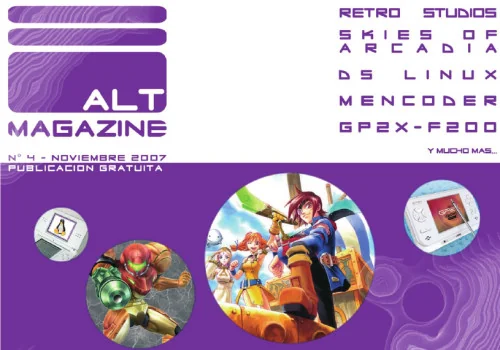 ALT
MAGAZINE
Nº 4 - NOVIEMBRE 2007
PUBLICACION GRATUITA
RETRO STUDIOS
SKIES OF
ARCADIA
DS LINUX
MENCODER
GP2X-F200
Y MUCHO MAS...